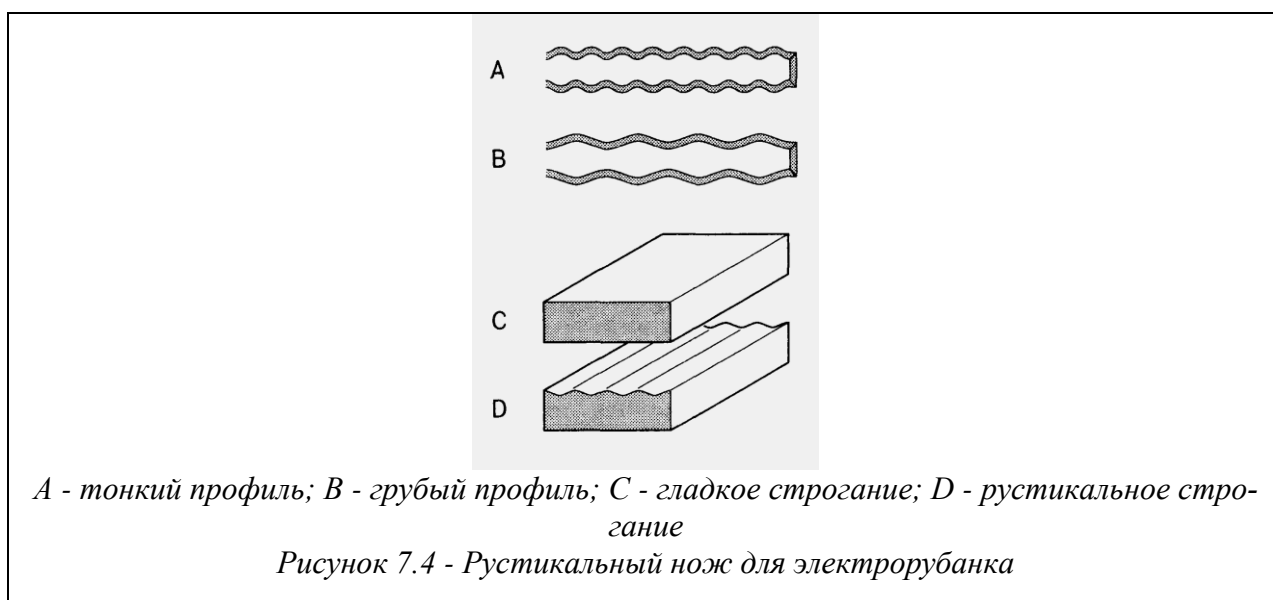 A
B
C
D
A - тонкий профиль; B - грубый профиль; C - гладкое строгание; D - рустикальное стро-
гание
Рисунок 7.4 - Рустикальный нож для электрорубанка